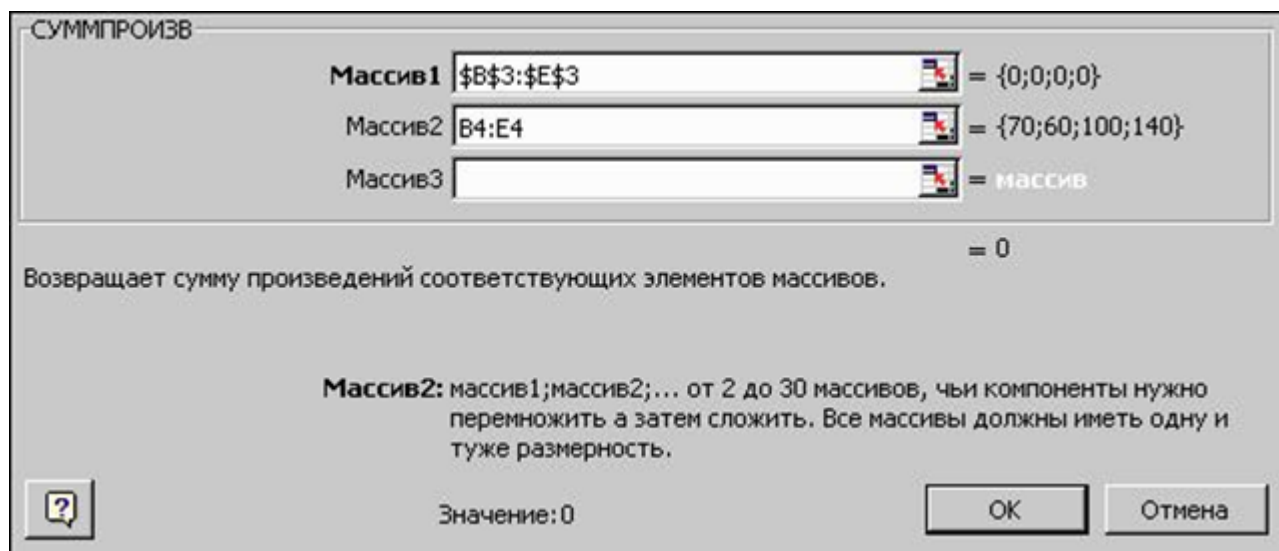 СУММПРОИЗВ
Массив1 $B$3:$E$3 = {0;0;0;0}
Массив2 B4:E4 = {70;60;100;140}
Массив3 = массив
= 0
Возвращает сумму произведений соответствующих элементов массивов.
Массив2: массив1;массив2;... от 2 до 30 массивов, чьи компоненты нужно
перемножить а затем сложить. Все массивы должны иметь одну и
туже размерность.
? Значение:0 OK Отмена